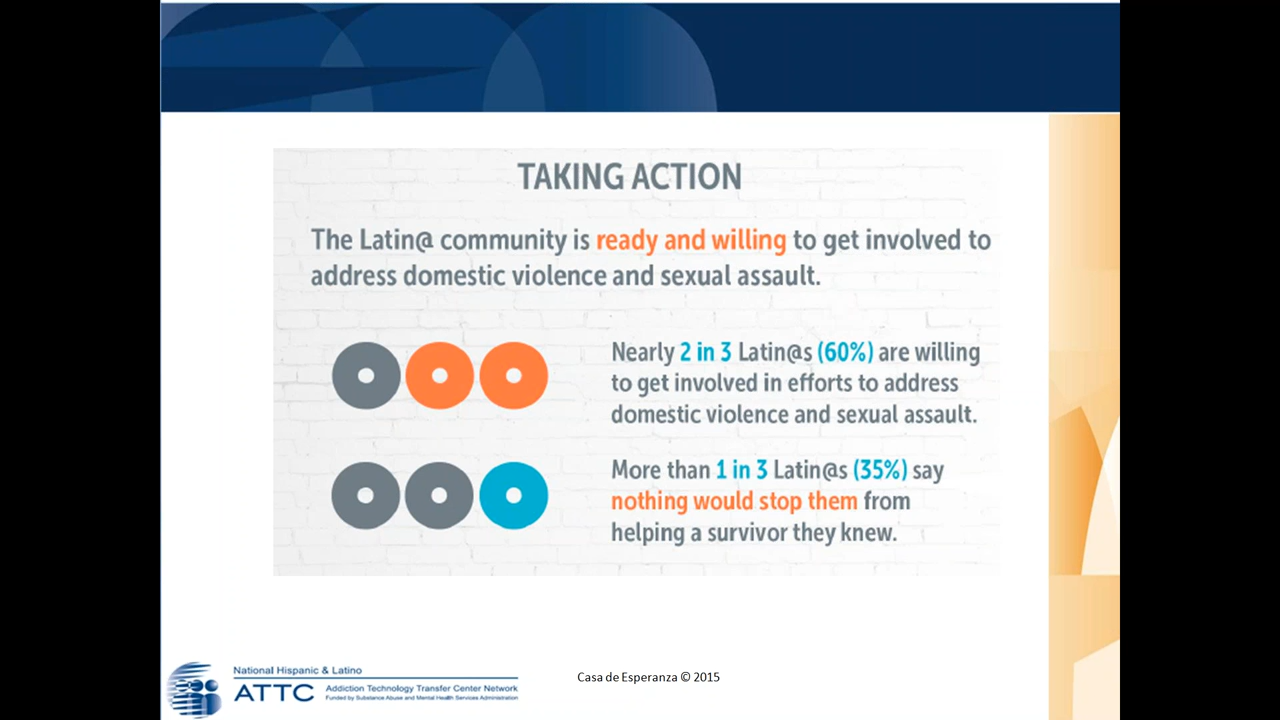 TAKING ACTION
The Latin@ community is ready and willing to get involved to
address domestic violence and sexual assault.
Nearly 2 in 3 Latin@s (60%) are willing
to get involved in efforts to address
domestic violence and sexual assault.
More than 1 in 3 Latin@s (35%) say
nothing would stop them from
helping a survivor they knew.
National Hispanic & Latino
ATTC
Addiction Technology Transfer Center Network
Funded by Substance Abuse and Mental Health Services Administration
Casa de Esperanza © 2015